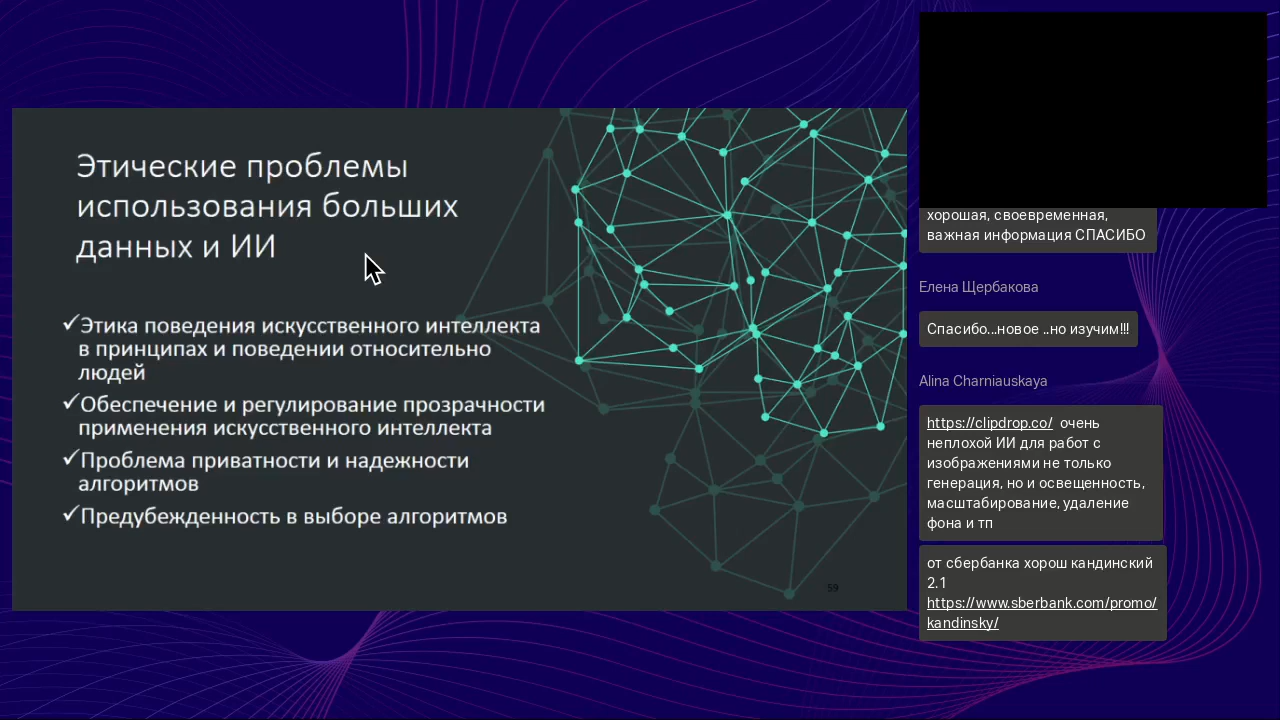 Этические проблемы
использования больших
данных и ИИ
✓Этика поведения искусственного интеллекта
в принципах и поведении относительно
людей
✓Обеспечение и регулирование прозрачности
применения искусственного интеллекта
✓Проблема приватности и надежности
алгоритмов
✓Предубежденность в выборе алгоритмов
59
хорошая, своевременная,
важная информация СПАСИБО
Елена Щербакова
Спасибо...новое ..но изучим!!!
Alina Charniauskaya
https://clipdrop.co/ очень
неплохой ИИ для работ с
изображениями не только
генерация, но и освещенность,
масштабирование, удаление
фона и тп
от сбербанка хорош кандинский
2.1
https://www.sberbank.com/promo/
kandinsky/